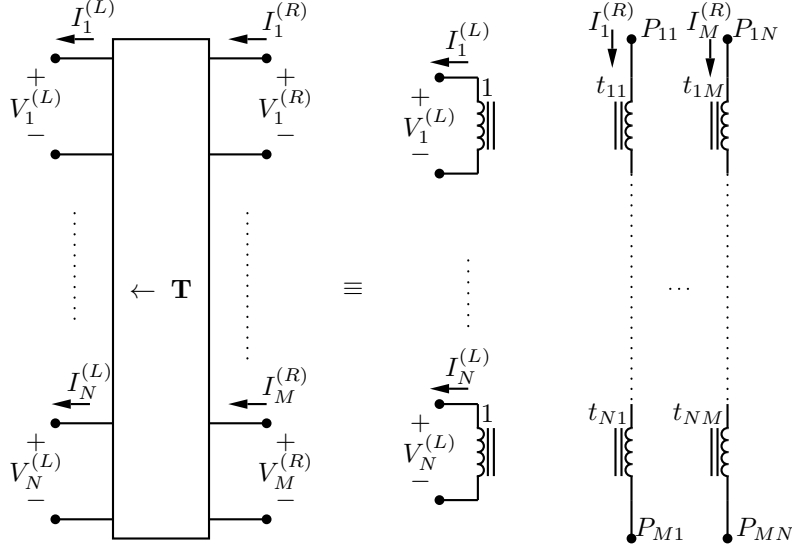 I_1^{(L)} I_1^{(R)} I_1^{(R)} I_M^{(R)} P_{11} P_{1N}
I_1^{(L)}
+ + + 1 t_{11} t_{1M}
V_1^{(L)} V_1^{(R)} V_1^{(L)}
− − −
← T ≡ ...
I_N^{(L)} I_M^{(R)} I_N^{(L)}
+ + + 1 t_{N1} t_{NM}
V_N^{(L)} V_M^{(R)} V_N^{(L)}
− − −
P_{M1} P_{MN}